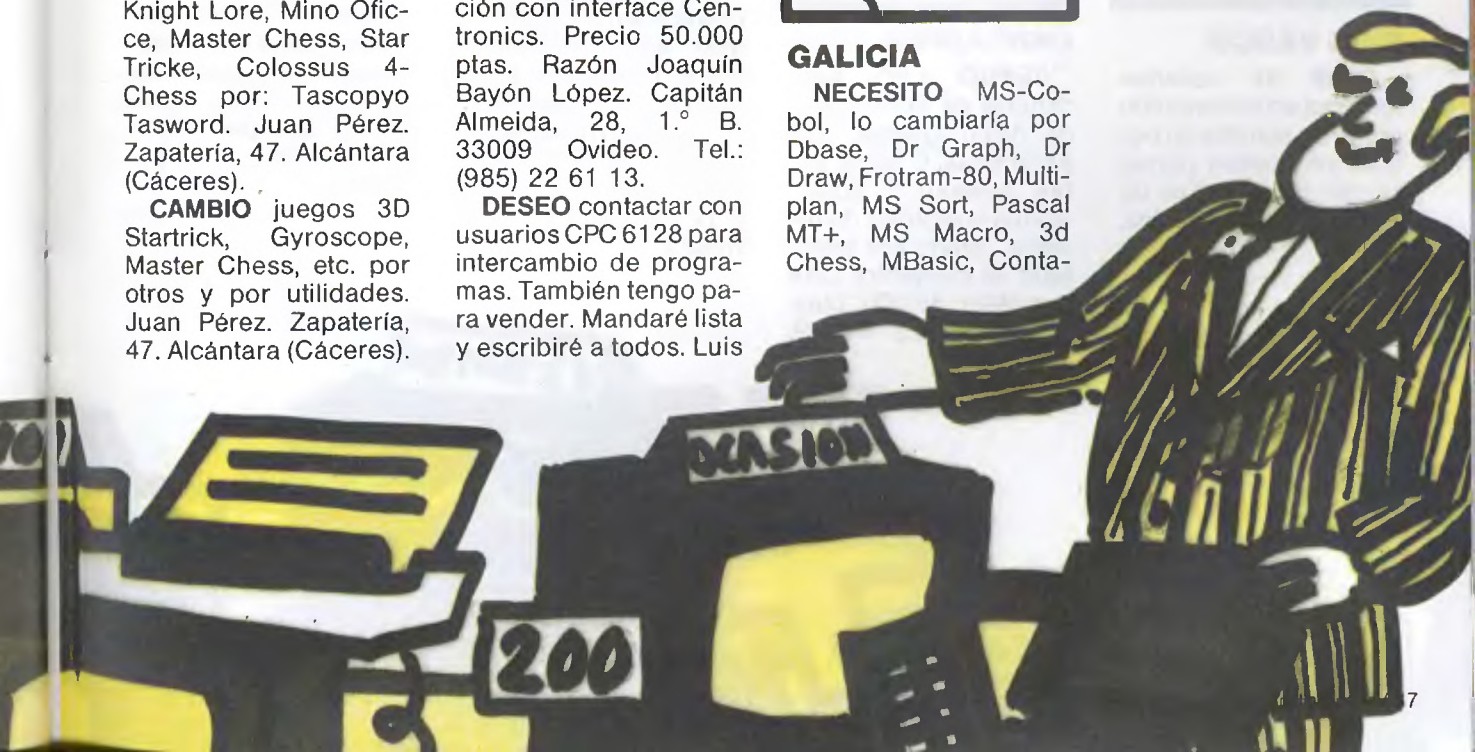 Knight Lore, Mino Ofic-
ce, Master Chess, Star
Tricke, Colossus 4-
Chess por: Tascopyo
Tasword. Juan Pérez.
Zapatería, 47. Alcántara
(Cáceres).
CAMBIO juegos 3D
Startrick, Gyroscope,
Master Chess, etc. por
otros y por utilidades.
Juan Pérez. Zapatería,
47. Alcántara (Cáceres).
ción con interface Cen-
tronics. Precio 50.000
ptas. Razón Joaquín
Bayón López. Capitán
Almeida, 28, 1.º B.
33009 Ovideo. Tel.:
(985) 22 61 13.
DESEO contactar con
usuarios CPC 6128 para
intercambio de progra-
mas. También tengo pa-
ra vender. Mandaré lista
y escribiré a todos. Luis
GALICIA
NECESITO MS-Co-
bol, lo cambiaría por
Dbase, Dr Graph, Dr
Draw, Frotram-80, Multi-
plan, MS Sort, Pascal
MT+, MS Macro, 3d
Chess, MBasic, Conta-
OCASION
200
7